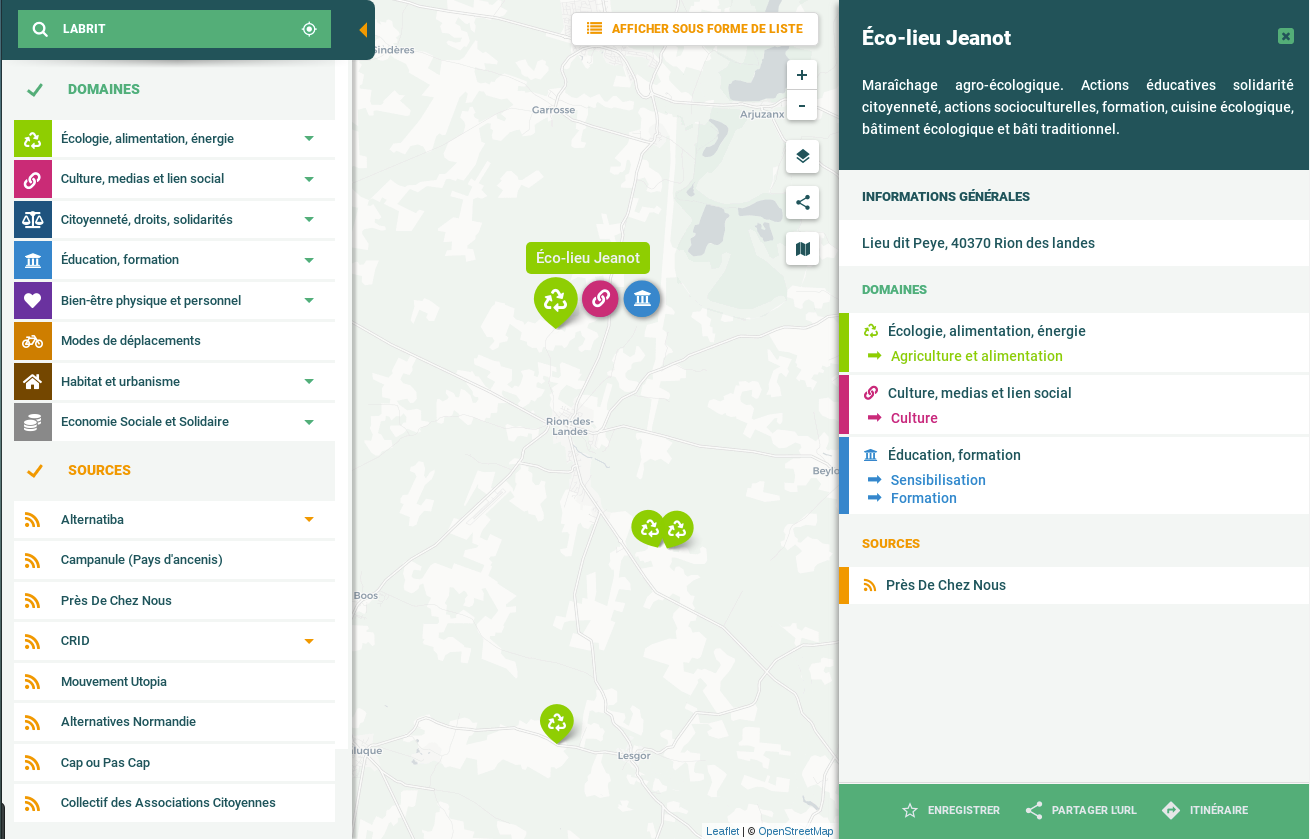 LABRIT
DOMAINES
Écologie, alimentation, énergie
Culture, medias et lien social
Citoyenneté, droits, solidarités
Éducation, formation
Bien-être physique et personnel
Modes de déplacements
Habitat et urbanisme
Economie Sociale et Solidaire
SOURCES
Alternatiba
Campanule (Pays d'ancenis)
Près De Chez Nous
CRID
Mouvement Utopia
Alternatives Normandie
Cap ou Pas Cap
Collectif des Associations Citoyennes
AFFICHER SOUS FORME DE LISTE
+
-
Sindères
Garrosse
Arjuzanx
Éco-lieu Jeanot
Rion-des-
Landes
Beylo
Boos
luque
Lesgor
Leaflet | © OpenStreetMap
Éco-lieu Jeanot
Maraîchage agro-écologique. Actions éducatives solidarité
citoyenneté, actions socioculturelles, formation, cuisine écologique,
bâtiment écologique et bâti traditionnel.
INFORMATIONS GÉNÉRALES
Lieu dit Peye, 40370 Rion des landes
DOMAINES
Écologie, alimentation, énergie
Agriculture et alimentation
Culture, medias et lien social
Culture
Éducation, formation
Sensibilisation
Formation
SOURCES
Près De Chez Nous
ENREGISTRER
PARTAGER L'URL
ITINÉRAIRE